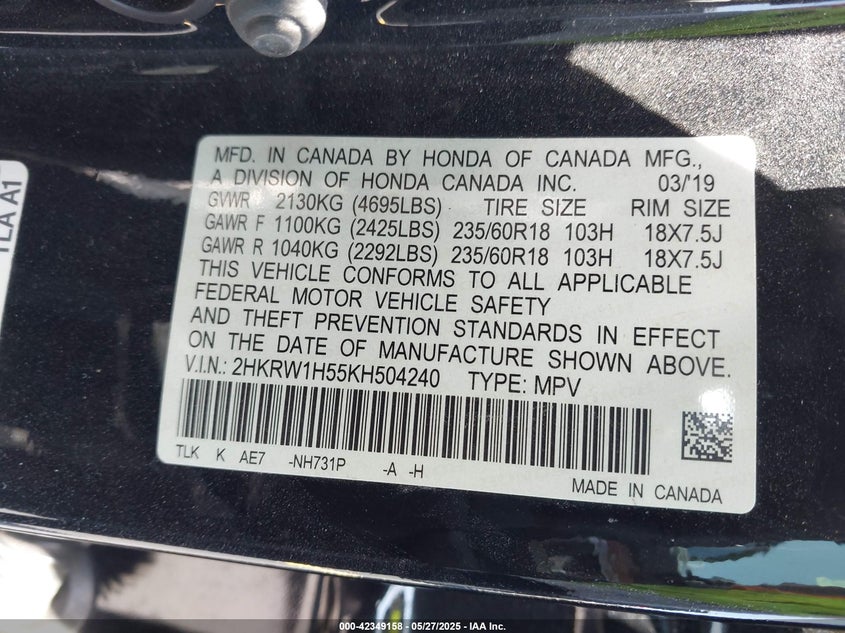 MFD. IN CANADA BY HONDA OF CANADA MFG.,
A DIVISION OF HONDA CANADA INC. 03/'19
GVWR 2130KG (4695LBS) TIRE SIZE RIM SIZE
GAWR F 1100KG (2425LBS) 235/60R18 103H 18X7.5J
GAWR R 1040KG (2292LBS) 235/60R18 103H 18X7.5J
THIS VEHICLE CONFORMS TO ALL APPLICABLE
FEDERAL MOTOR VEHICLE SAFETY
AND THEFT PREVENTION STANDARDS IN EFFECT
ON THE DATE OF MANUFACTURE SHOWN ABOVE.
V.I.N.: 2HKRW1H55KH504240 TYPE: MPV
TLK K AE7 -NH731P -A -H
MADE IN CANADA
TLA A1
000-42349158 - 05/27/2025 - IAA Inc.